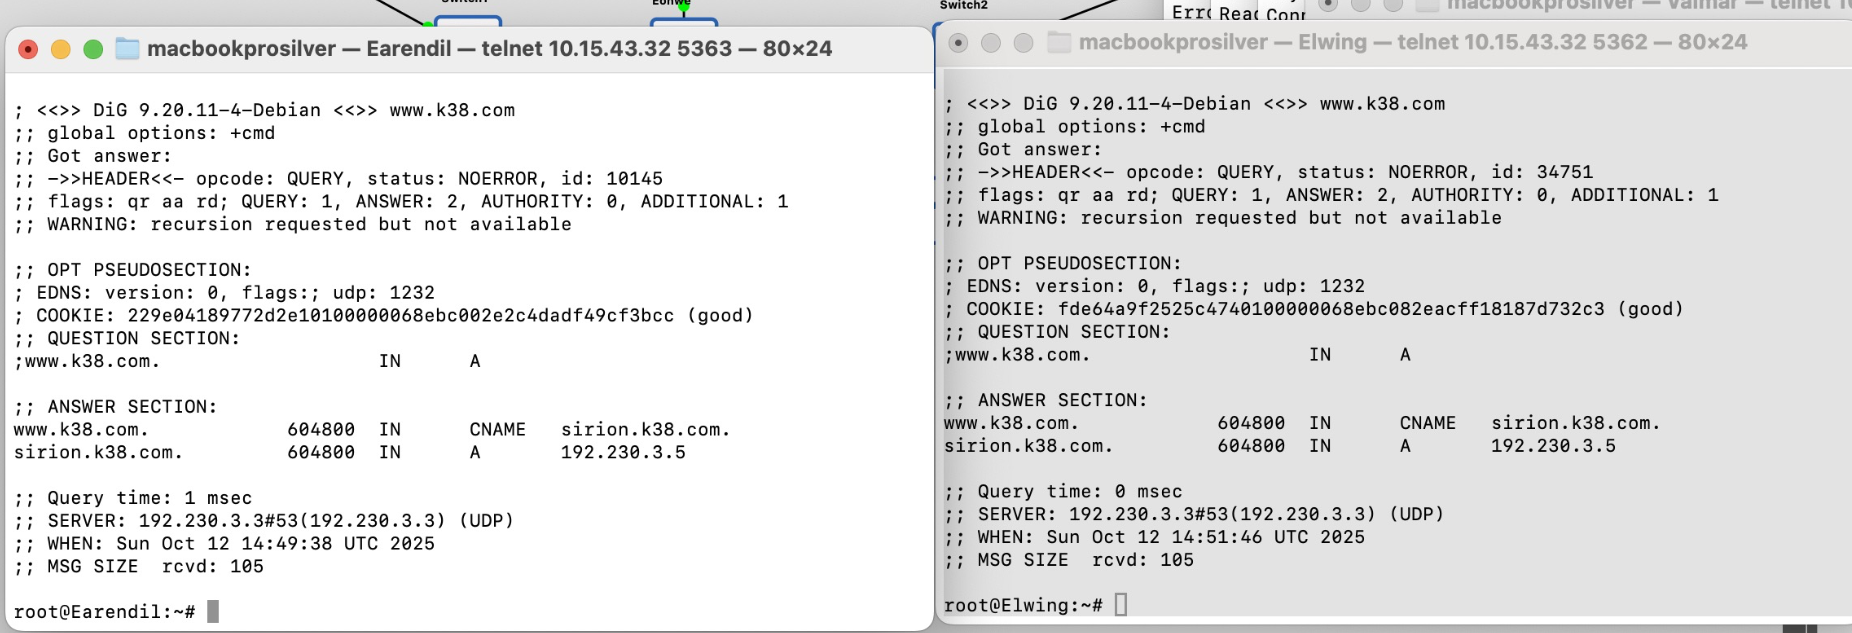 Switch1
Eonwe
Switch2
Read
macbookprosilver — Valmar — telnet
macbookprosilver — Earendil — telnet 10.15.43.32 5363 — 80×24
; <<>> DiG 9.20.11-4-Debian <<>> www.k38.com
;; global options: +cmd
;; Got answer:
;; ->>HEADER<<- opcode: QUERY, status: NOERROR, id: 10145
;; flags: qr aa rd; QUERY: 1, ANSWER: 2, AUTHORITY: 0, ADDITIONAL: 1
;; WARNING: recursion requested but not available
;; OPT PSEUDOSECTION:
; EDNS: version: 0, flags:; udp: 1232
; COOKIE: 229e04189772d2e10100000068ebc002e2c4dadf49cf3bcc (good)
;; QUESTION SECTION:
;www.k38.com. IN A
;; ANSWER SECTION:
www.k38.com. 604800 IN CNAME sirion.k38.com.
sirion.k38.com. 604800 IN A 192.230.3.5
;; Query time: 1 msec
;; SERVER: 192.230.3.3#53(192.230.3.3) (UDP)
;; WHEN: Sun Oct 12 14:49:38 UTC 2025
;; MSG SIZE rcvd: 105
root@Earendil:~#
macbookprosilver — Elwing — telnet 10.15.43.32 5362 — 80×24
; <<>> DiG 9.20.11-4-Debian <<>> www.k38.com
;; global options: +cmd
;; Got answer:
;; ->>HEADER<<- opcode: QUERY, status: NOERROR, id: 34751
;; flags: qr aa rd; QUERY: 1, ANSWER: 2, AUTHORITY: 0, ADDITIONAL: 1
;; WARNING: recursion requested but not available
;; OPT PSEUDOSECTION:
; EDNS: version: 0, flags:; udp: 1232
; COOKIE: fde64a9f2525c4740100000068ebc082eacff18187d732c3 (good)
;; QUESTION SECTION:
;www.k38.com. IN A
;; ANSWER SECTION:
www.k38.com. 604800 IN CNAME sirion.k38.com.
sirion.k38.com. 604800 IN A 192.230.3.5
;; Query time: 0 msec
;; SERVER: 192.230.3.3#53(192.230.3.3) (UDP)
;; WHEN: Sun Oct 12 14:51:46 UTC 2025
;; MSG SIZE rcvd: 105
root@Elwing:~#